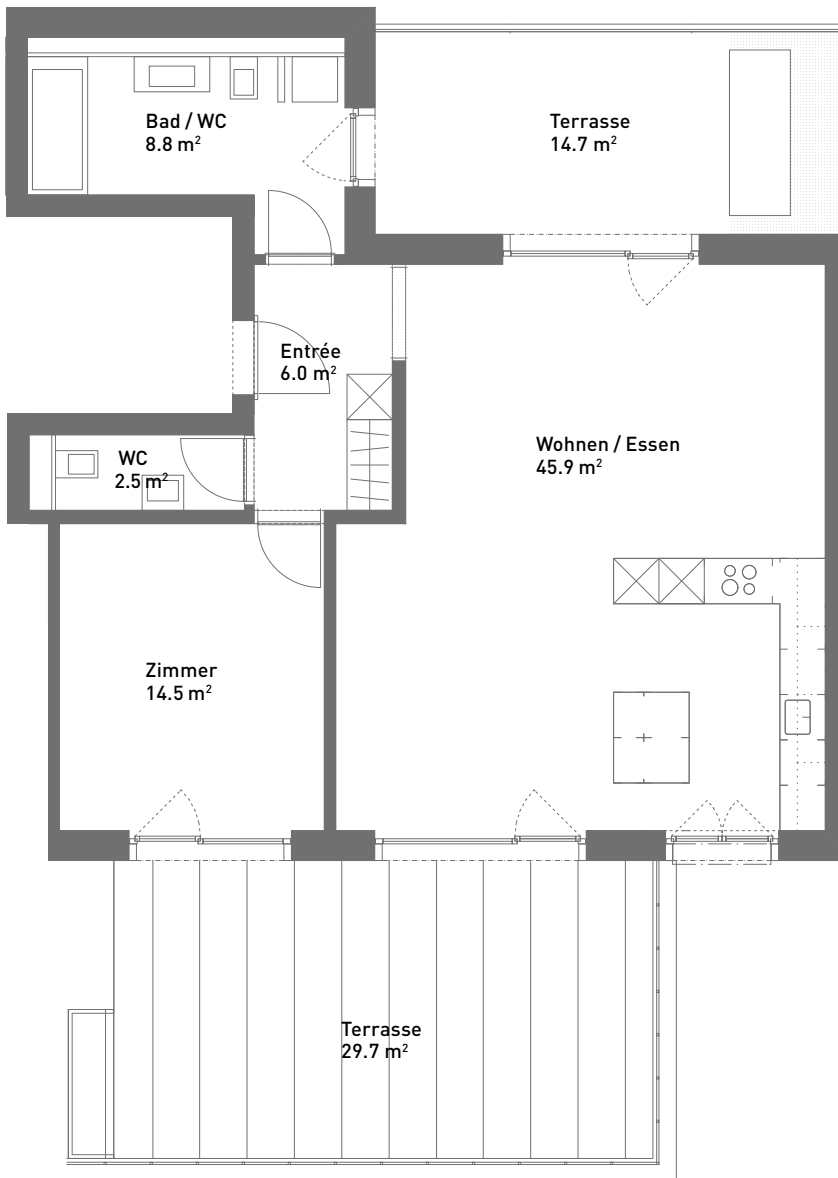 Bad / WC
8.8 m²
Terrasse
14.7 m²
Entrée
6.0 m²
Wohnen / Essen
45.9 m²
WC
2.5 m²
Zimmer
14.5 m²
Terrasse
29.7 m²